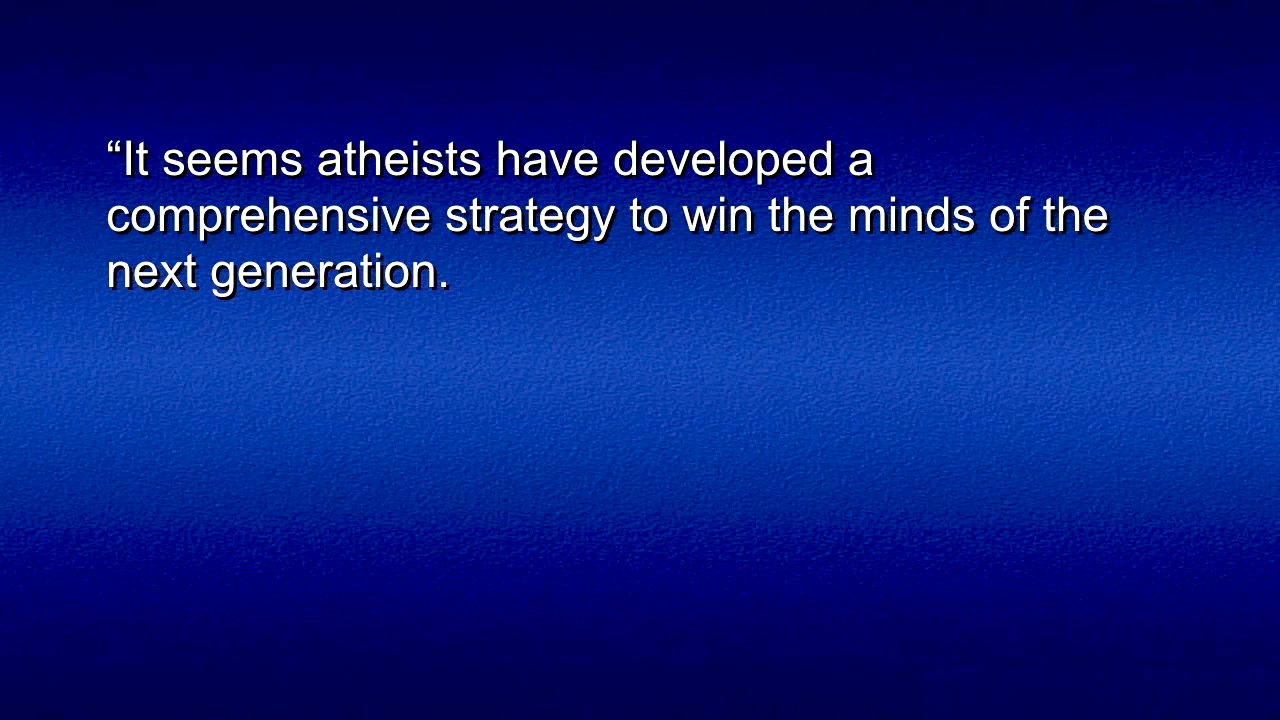 “It seems atheists have developed a
comprehensive strategy to win the minds of the
next generation.